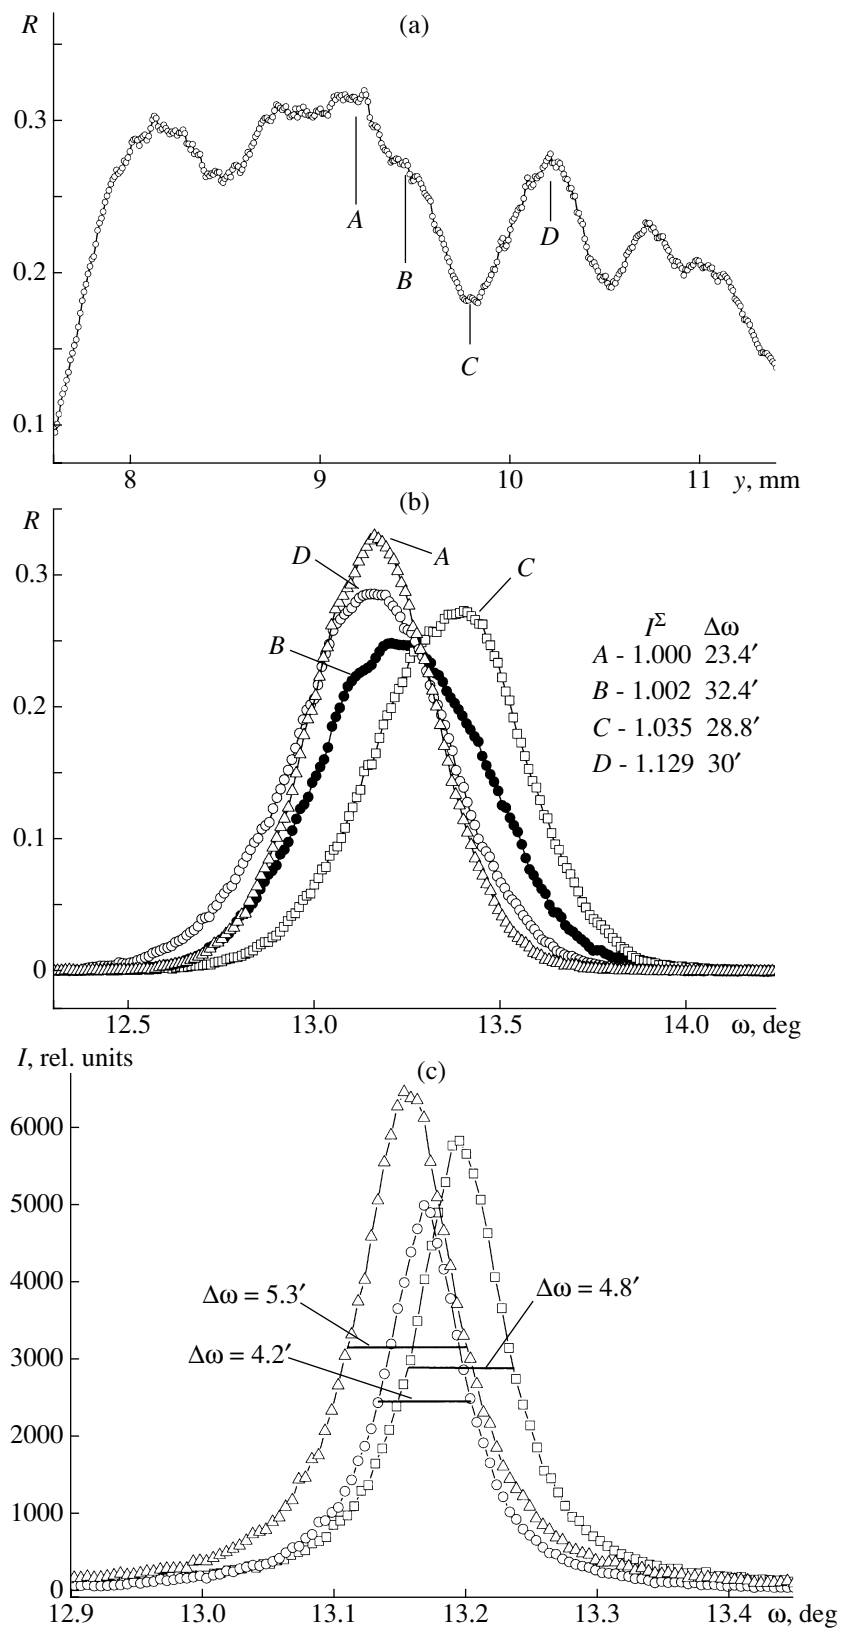 (a)
R
0.3
0.2
0.1
A
B
C
D
8 9 10 11 y, mm
(b)
R
0.3
0.2
0.1
0
D
A
C
B
I^Σ Δω
A - 1.000 23.4′
B - 1.002 32.4′
C - 1.035 28.8′
D - 1.129 30′
12.5 13.0 13.5 14.0 ω, deg
I, rel. units
(c)
6000
5000
4000
3000
2000
1000
0
Δω = 5.3′
Δω = 4.8′
Δω = 4.2′
12.9 13.0 13.1 13.2 13.3 13.4 ω, deg